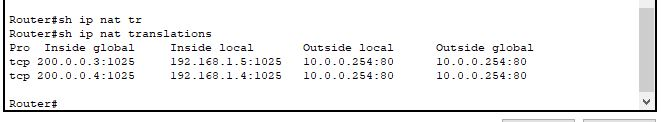 Router#sh ip nat tr
Router#sh ip nat translations
Pro  Inside global     Inside local       Outside local      Outside global
tcp 200.0.0.3:1025     192.168.1.5:1025   10.0.0.254:80      10.0.0.254:80
tcp 200.0.0.4:1025     192.168.1.4:1025   10.0.0.254:80      10.0.0.254:80
Router#